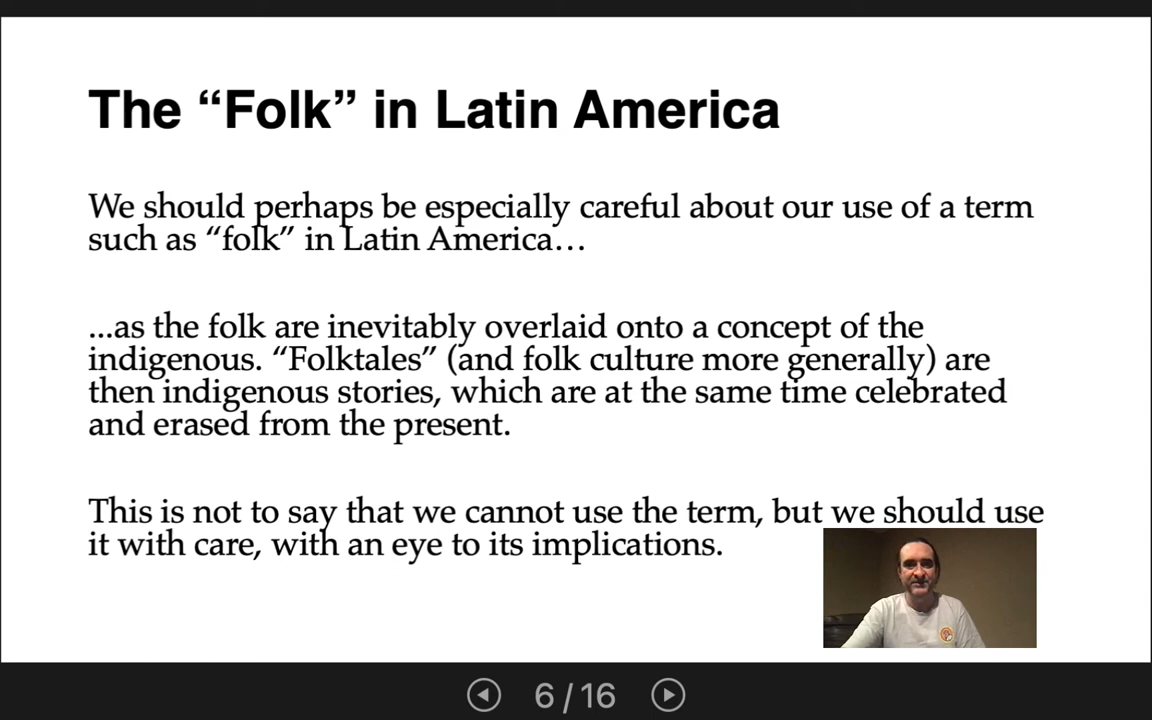 The “Folk” in Latin America
We should perhaps be especially careful about our use of a term
such as “folk” in Latin America…
...as the folk are inevitably overlaid onto a concept of the
indigenous. “Folktales” (and folk culture more generally) are
then indigenous stories, which are at the same time celebrated
and erased from the present.
This is not to say that we cannot use the term, but we should use
it with care, with an eye to its implications.
6 / 16